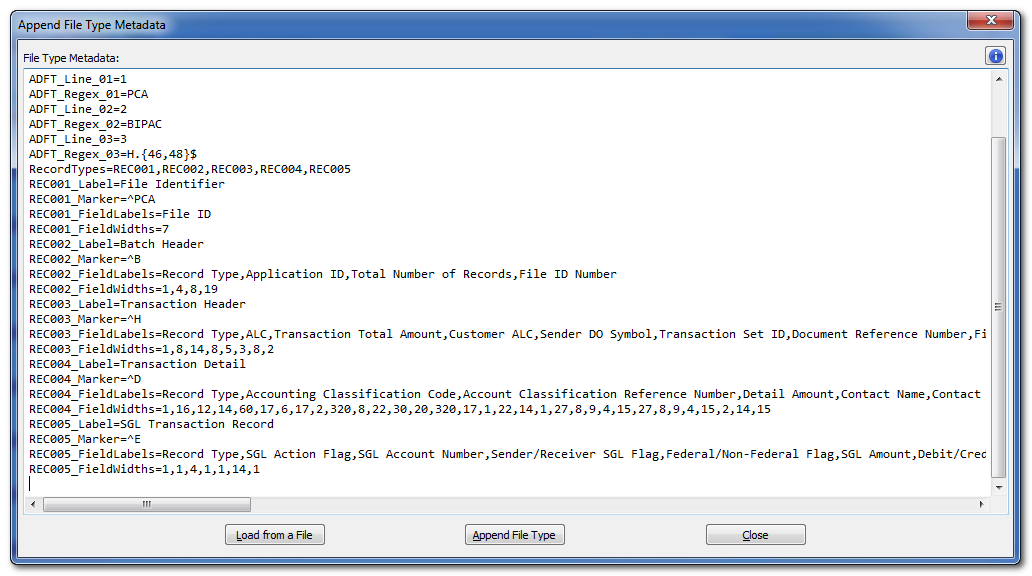 Append File Type Metadata
File Type Metadata:
ADFT_Line_01=1
ADFT_Regex_01=PCA
ADFT_Line_02=2
ADFT_Regex_02=BIPAC
ADFT_Line_03=3
ADFT_Regex_03=H.{46,48}$
RecordTypes=REC001,REC002,REC003,REC004,REC005
REC001_Label=File Identifier
REC001_Marker=^PCA
REC001_FieldLabels=File ID
REC001_FieldWidths=7
REC002_Label=Batch Header
REC002_Marker=^B
REC002_FieldLabels=Record Type,Application ID,Total Number of Records,File ID Number
REC002_FieldWidths=1,4,8,19
REC003_Label=Transaction Header
REC003_Marker=^H
REC003_FieldLabels=Record Type,ALC,Transaction Total Amount,Customer ALC,Sender DO Symbol,Transaction Set ID,Document Reference Number,Fi
REC003_FieldWidths=1,8,14,8,5,3,8,2
REC004_Label=Transaction Detail
REC004_Marker=^D
REC004_FieldLabels=Record Type,Accounting Classification Code,Account Classification Reference Number,Detail Amount,Contact Name,Contact
REC004_FieldWidths=1,16,12,14,60,17,6,17,2,320,8,22,30,20,320,17,1,22,14,1,27,8,9,4,15,27,8,9,4,15,2,14,15
REC005_Label=SGL Transaction Record
REC005_Marker=^E
REC005_FieldLabels=Record Type,SGL Action Flag,SGL Account Number,Sender/Receiver SGL Flag,Federal/Non-Federal Flag,SGL Amount,Debit/Cred
REC005_FieldWidths=1,1,4,1,1,14,1
Load from a File
Append File Type
Close